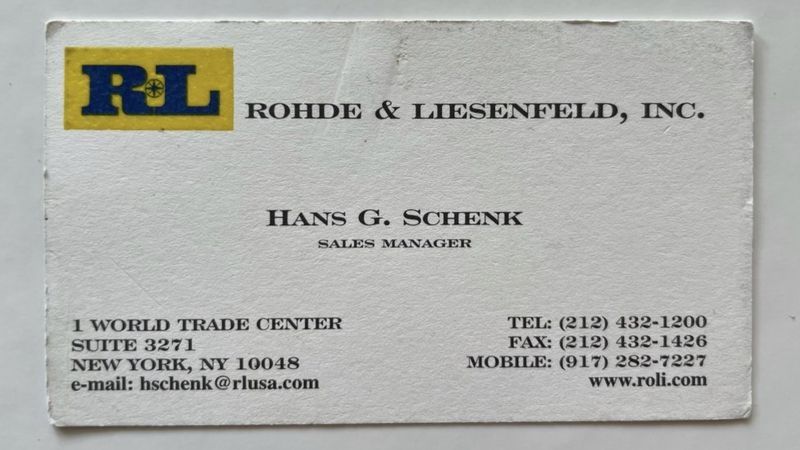 R·L
ROHDE & LIESENFELD, INC.
HANS G. SCHENK
SALES MANAGER
1 WORLD TRADE CENTER
SUITE 3271
NEW YORK, NY 10048
e-mail: hschenk@rlusa.com
TEL: (212) 432-1200
FAX: (212) 432-1426
MOBILE: (917) 282-7227
www.roli.com